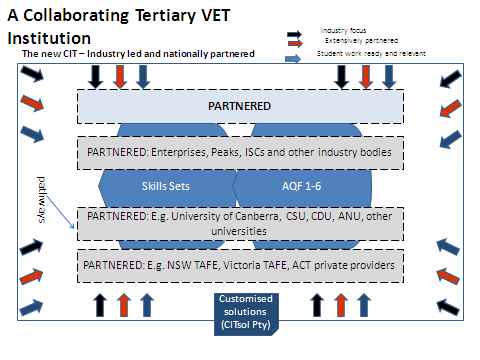 A Collaborating Tertiary VET
Institution
The new CIT – Industry led and nationally partnered
Industry focus
Extensively partnered
Student work ready and relevant
PARTNERED
PARTNERED: Enterprises, Peaks, ISCs and other industry bodies
Skills Sets
AQF 1-6
pathways
PARTNERED: E.g. University of Canberra, CSU, CDU, ANU, other
universities
PARTNERED: E.g. NSW TAFE, Victoria TAFE, ACT private providers
Customised
solutions
(CITsol Pty)